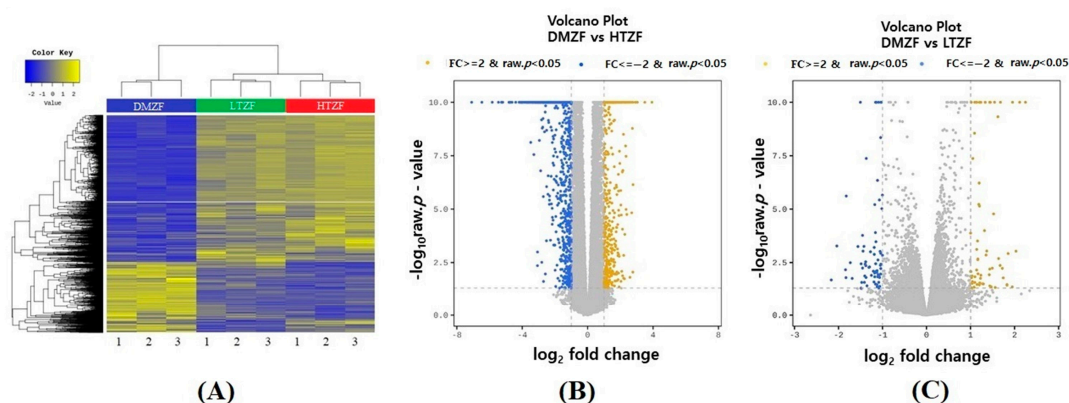 Color Key
-2 -1 0 1 2
Value
DMZF LTZF HTZF
1 2 3 1 2 3 1 2 3
(A)
Volcano Plot
DMZF vs HTZF
FC>=2 & raw.p<0.05 FC<=−2 & raw.p<0.05
10.0
7.5
5.0
2.5
0.0
-log10raw.p - value
-8 -4 0 4 8
log2 fold change
(B)
Volcano Plot
DMZF vs LTZF
FC>=2 & raw.p<0.05 FC<=−2 & raw.p<0.05
10.0
7.5
5.0
2.5
0.0
-log10raw.p - value
-3 -2 -1 0 1 2 3
log2 fold change
(C)